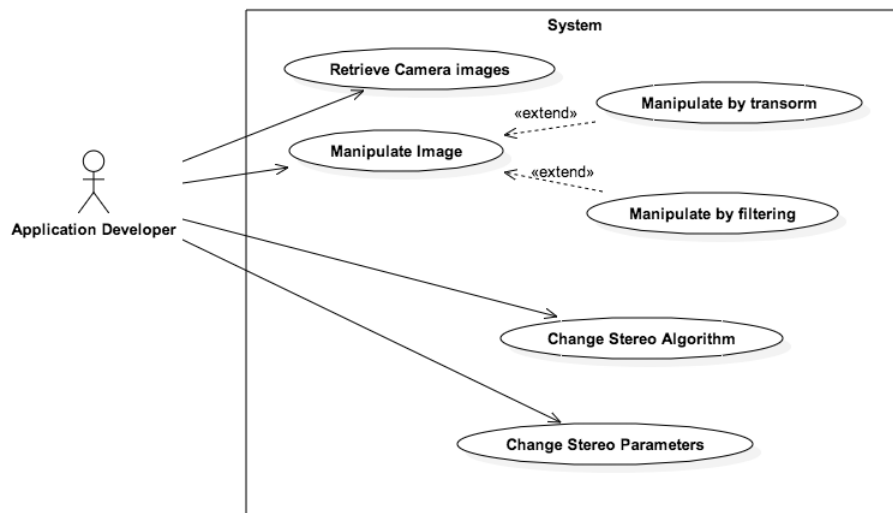 System
Retrieve Camera images
Manipulate by transorm
«extend»
Manipulate Image
«extend»
Manipulate by filtering
Application Developer
Change Stereo Algorithm
Change Stereo Parameters